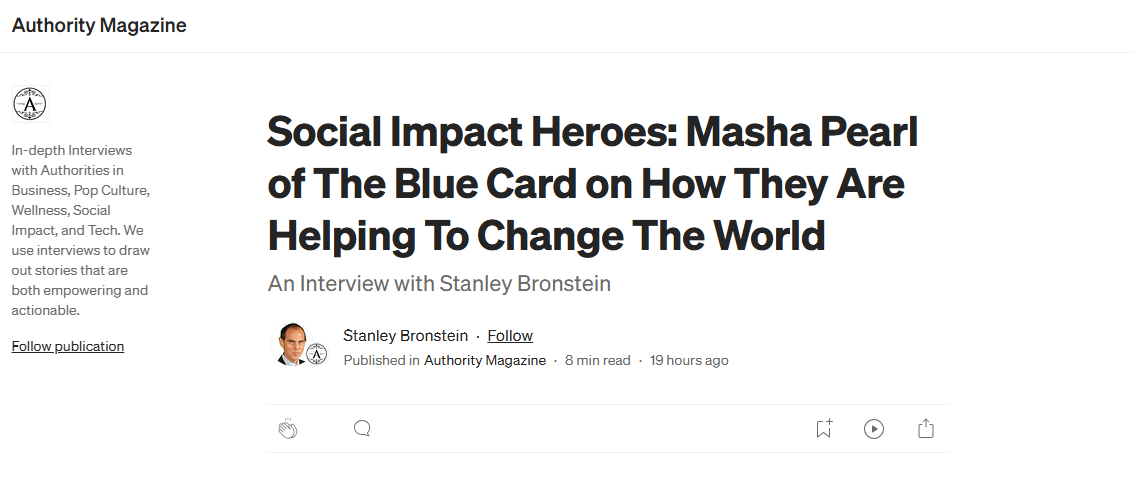 Authority Magazine
A
In-depth Interviews
with Authorities in
Business, Pop Culture,
Wellness, Social
Impact, and Tech. We
use interviews to draw
out stories that are
both empowering and
actionable.
Follow publication
Social Impact Heroes: Masha Pearl
of The Blue Card on How They Are
Helping To Change The World
An Interview with Stanley Bronstein
Stanley Bronstein · Follow
A
Published in Authority Magazine · 8 min read · 19 hours ago